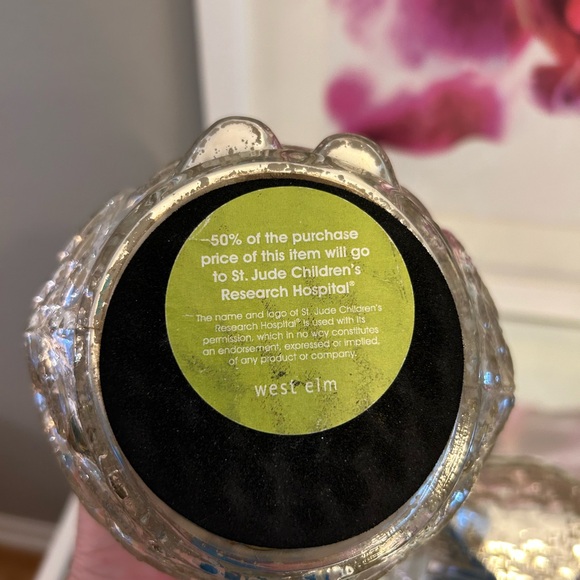 50% of the purchase
price of this item will go
to St. Jude Children's
Research Hospital®
The name and logo of St. Jude Children's
Research Hospital® is used with its
permission, which in no way constitutes
an endorsement, expressed or implied,
of any product or company.
west elm